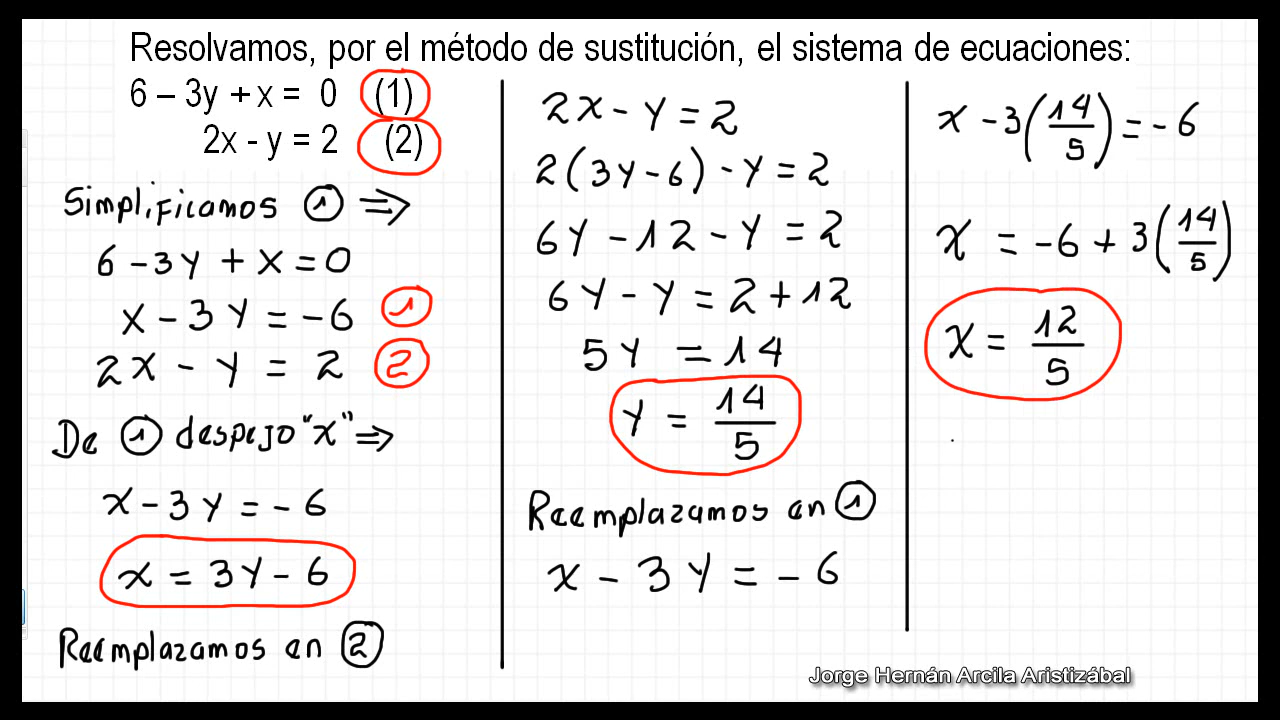 Resolvamos, por el método de sustitución, el sistema de ecuaciones:
6 – 3y + x = 0 (1)
2x - y = 2 (2)
Simplificamos ① ⇒
6 - 3y + x = 0
x - 3y = -6 ①
2x - y = 2 ②
De ① despejo "x" ⇒
x - 3y = -6
x = 3y - 6
Reemplazamos en ②
2x - y = 2
2(3y - 6) - y = 2
6y - 12 - y = 2
6y - y = 2 + 12
5y = 14
y = 14/5
Reemplazamos en ①
x - 3y = -6
x - 3(14/5) = -6
x = -6 + 3(14/5)
x = 12/5
Jorge Hernán Arcila Aristizábal